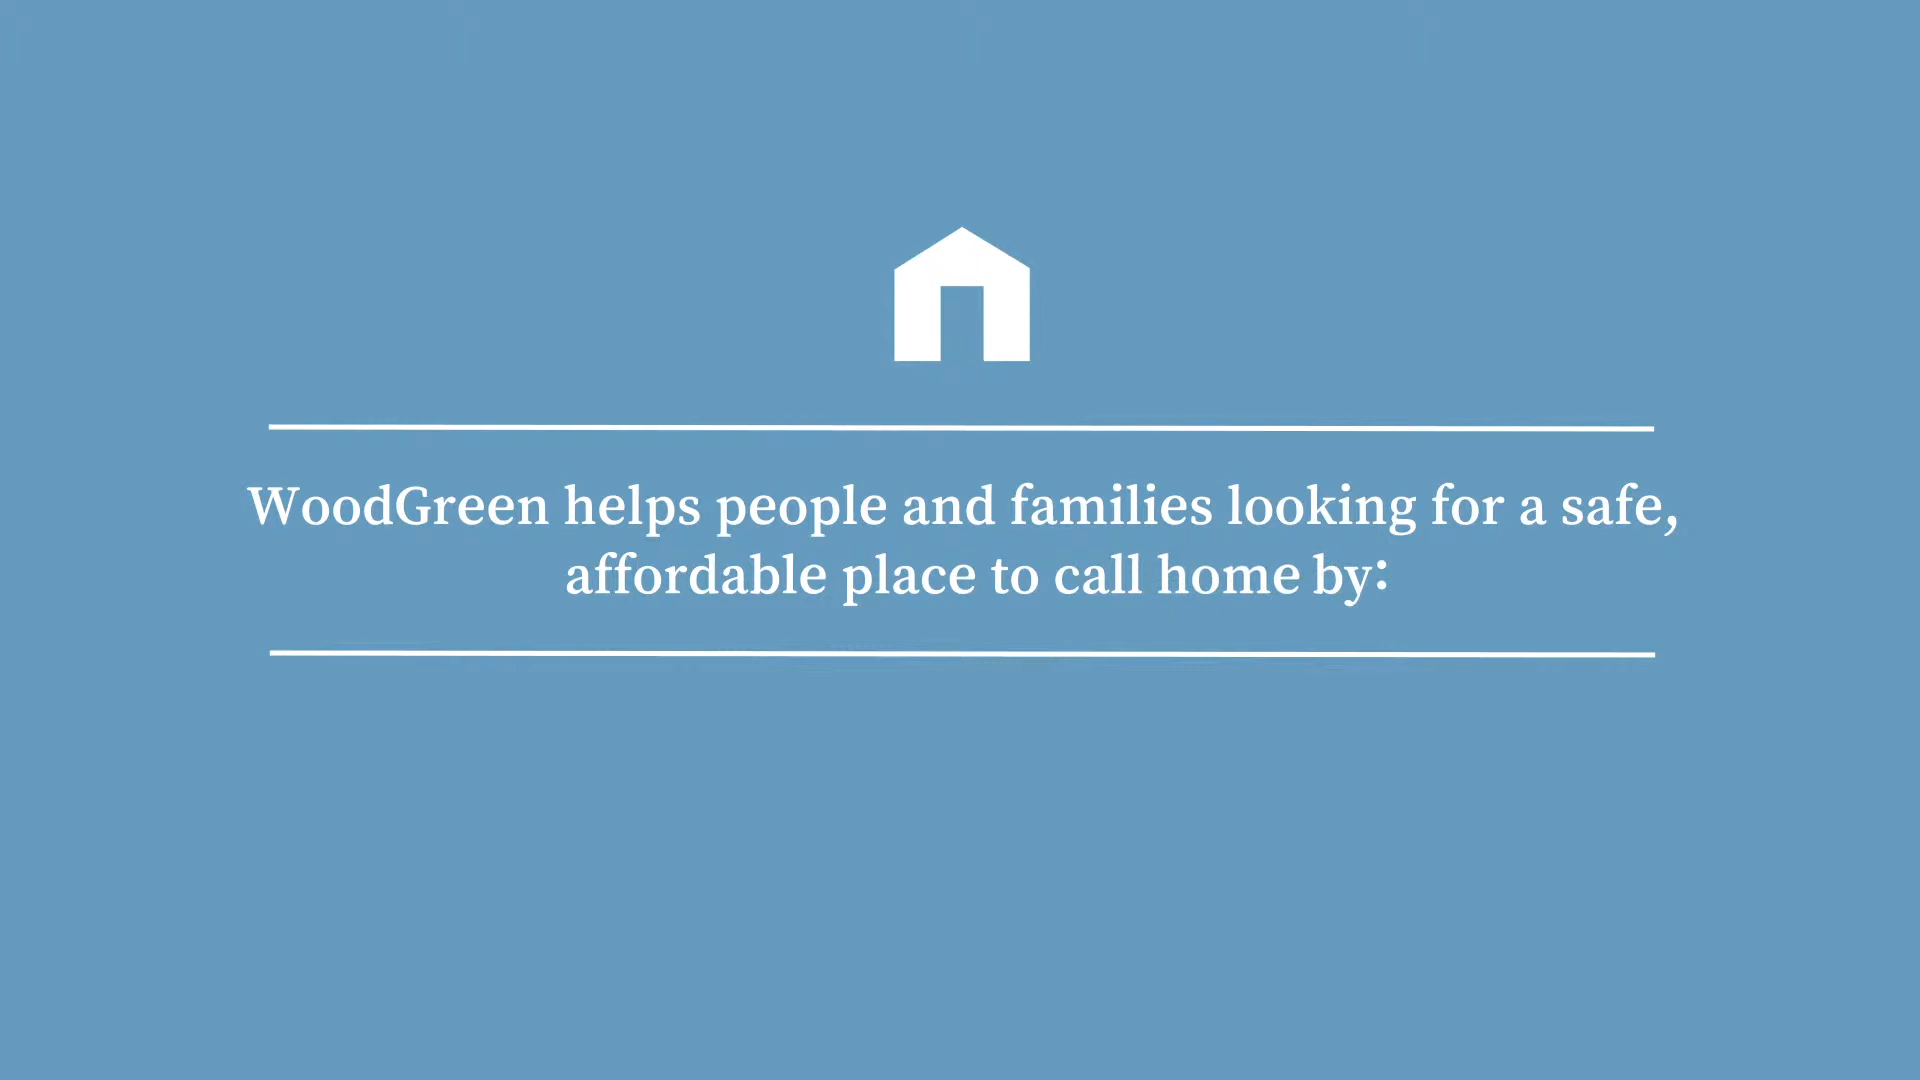 WoodGreen helps people and families looking for a safe,
affordable place to call home by: